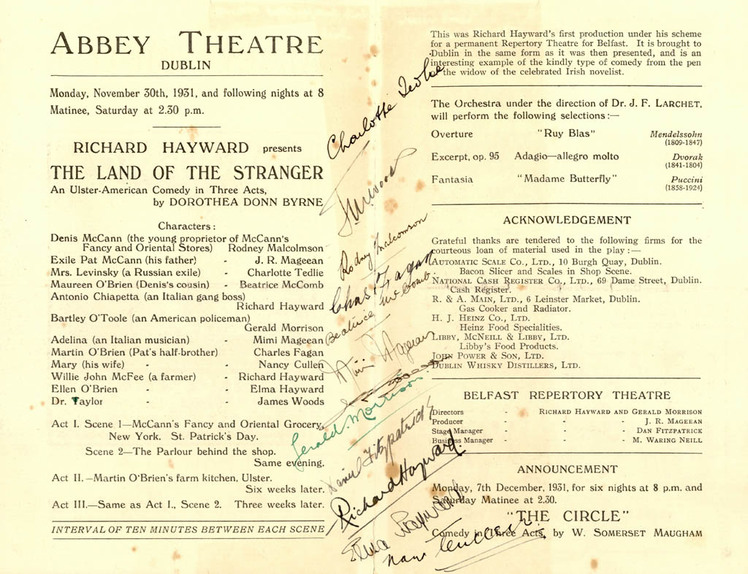 ABBEY THEATRE
DUBLIN
Monday, November 30th, 1931, and following nights at 8
Matinee, Saturday at 2.30 p.m.
RICHARD HAYWARD presents
THE LAND OF THE STRANGER
An Ulster-American Comedy in Three Acts,
by DOROTHEA DONN BYRNE
Characters:
Denis McCann (the young proprietor of McCann's
Fancy and Oriental Stores) Rodney Malcolmson
Exile Pat McCann (his father) - J. R. Mageean
Mrs. Levinsky (a Russian exile) - Charlotte Tedlie
Maureen O'Brien (Denis's cousin) - Beatrice McComb
Antonio Chiapetta (an Italian gang boss)
Richard Hayward
Bartley O'Toole (an American policeman)
Gerald Morrison
Adelina (an Italian musician) - Mimi Mageean
Martin O'Brien (Pat's half-brother) Charles Fagan
Mary (his wife) - - Nancy Cullen
Willie John McFee (a farmer) - Richard Hayward
Ellen O'Brien - - Elma Hayward
Dr. Taylor - - James Woods
Act I. Scene 1—McCann's Fancy and Oriental Grocery,
New York. St. Patrick's Day.
Scene 2—The Parlour behind the shop.
Same evening.
Act II.—Martin O'Brien's farm kitchen, Ulster.
Six weeks later.
Act III.—Same as Act I., Scene 2. Three weeks later.
INTERVAL OF TEN MINUTES BETWEEN EACH SCENE
Charlotte Tedlie
Rodney Malcolmson
Chas Fagan
Beatrice McComb
Mimi Mageean
Gerald Morrison
Fitzpatrick
Richard Hayward
Elma Hayward
Nan Cullen
This was Richard Hayward's first production under his scheme
for a permanent Repertory Theatre for Belfast. It is brought to
Dublin in the same form as it was then presented, and is an
interesting example of the kindly type of comedy from the pen
of the widow of the celebrated Irish novelist.
The Orchestra under the direction of Dr. J. F. LARCHET,
will perform the following selections:—
Overture "Ruy Blas" Mendelssohn
(1809-1847)
Excerpt, op. 95 Adagio—allegro molto Dvorak
(1841-1804)
Fantasia "Madame Butterfly" Puccini
(1858-1924)
ACKNOWLEDGEMENT
Grateful thanks are tendered to the following firms for the
courteous loan of material used in the play:—
AUTOMATIC SCALE CO., LTD., 10 Burgh Quay, Dublin.
Bacon Slicer and Scales in Shop Scene.
NATIONAL CASH REGISTER CO., LTD., 69 Dame Street, Dublin.
Cash Register.
R. & A. MAIN, LTD., 6 Leinster Market, Dublin.
Gas Cooker and Radiator.
H. J. HEINZ CO., LTD.
Heinz Food Specialities.
LIBBY, MCNEILL & LIBBY, LTD.
Libby's Food Products.
JOHN POWER & SON, LTD.
DUBLIN WHISKY DISTILLERS, LTD.
BELFAST REPERTORY THEATRE
Directors - RICHARD HAYWARD AND GERALD MORRISON
Producer - - - J. R. MAGEEAN
Stage Manager - - - DAN FITZPATRICK
Business Manager - - - M. WARING NEILL
ANNOUNCEMENT
Monday, 7th December, 1931, for six nights at 8 p.m. and
Saturday Matinee at 2.30.
"THE CIRCLE"
Comedy in Three Acts, by W. SOMERSET MAUGHAM